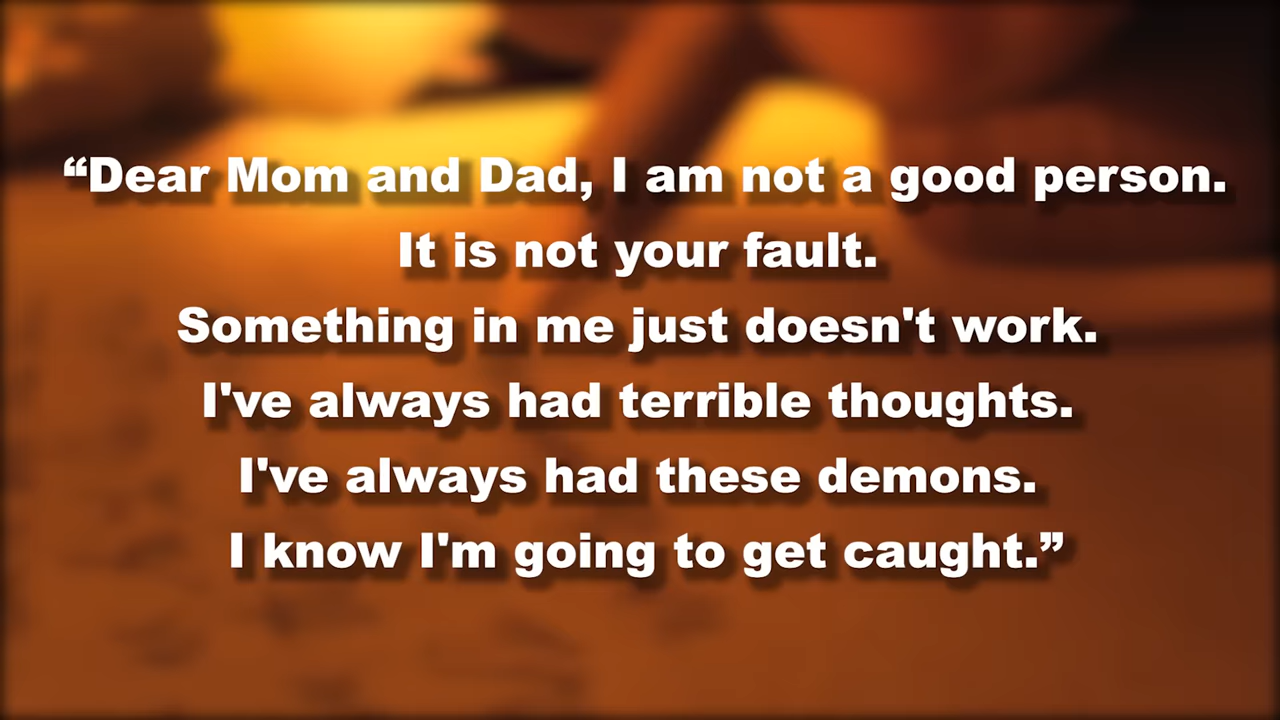 “Dear Mom and Dad, I am not a good person.
It is not your fault.
Something in me just doesn't work.
I've always had terrible thoughts.
I've always had these demons.
I know I'm going to get caught.”